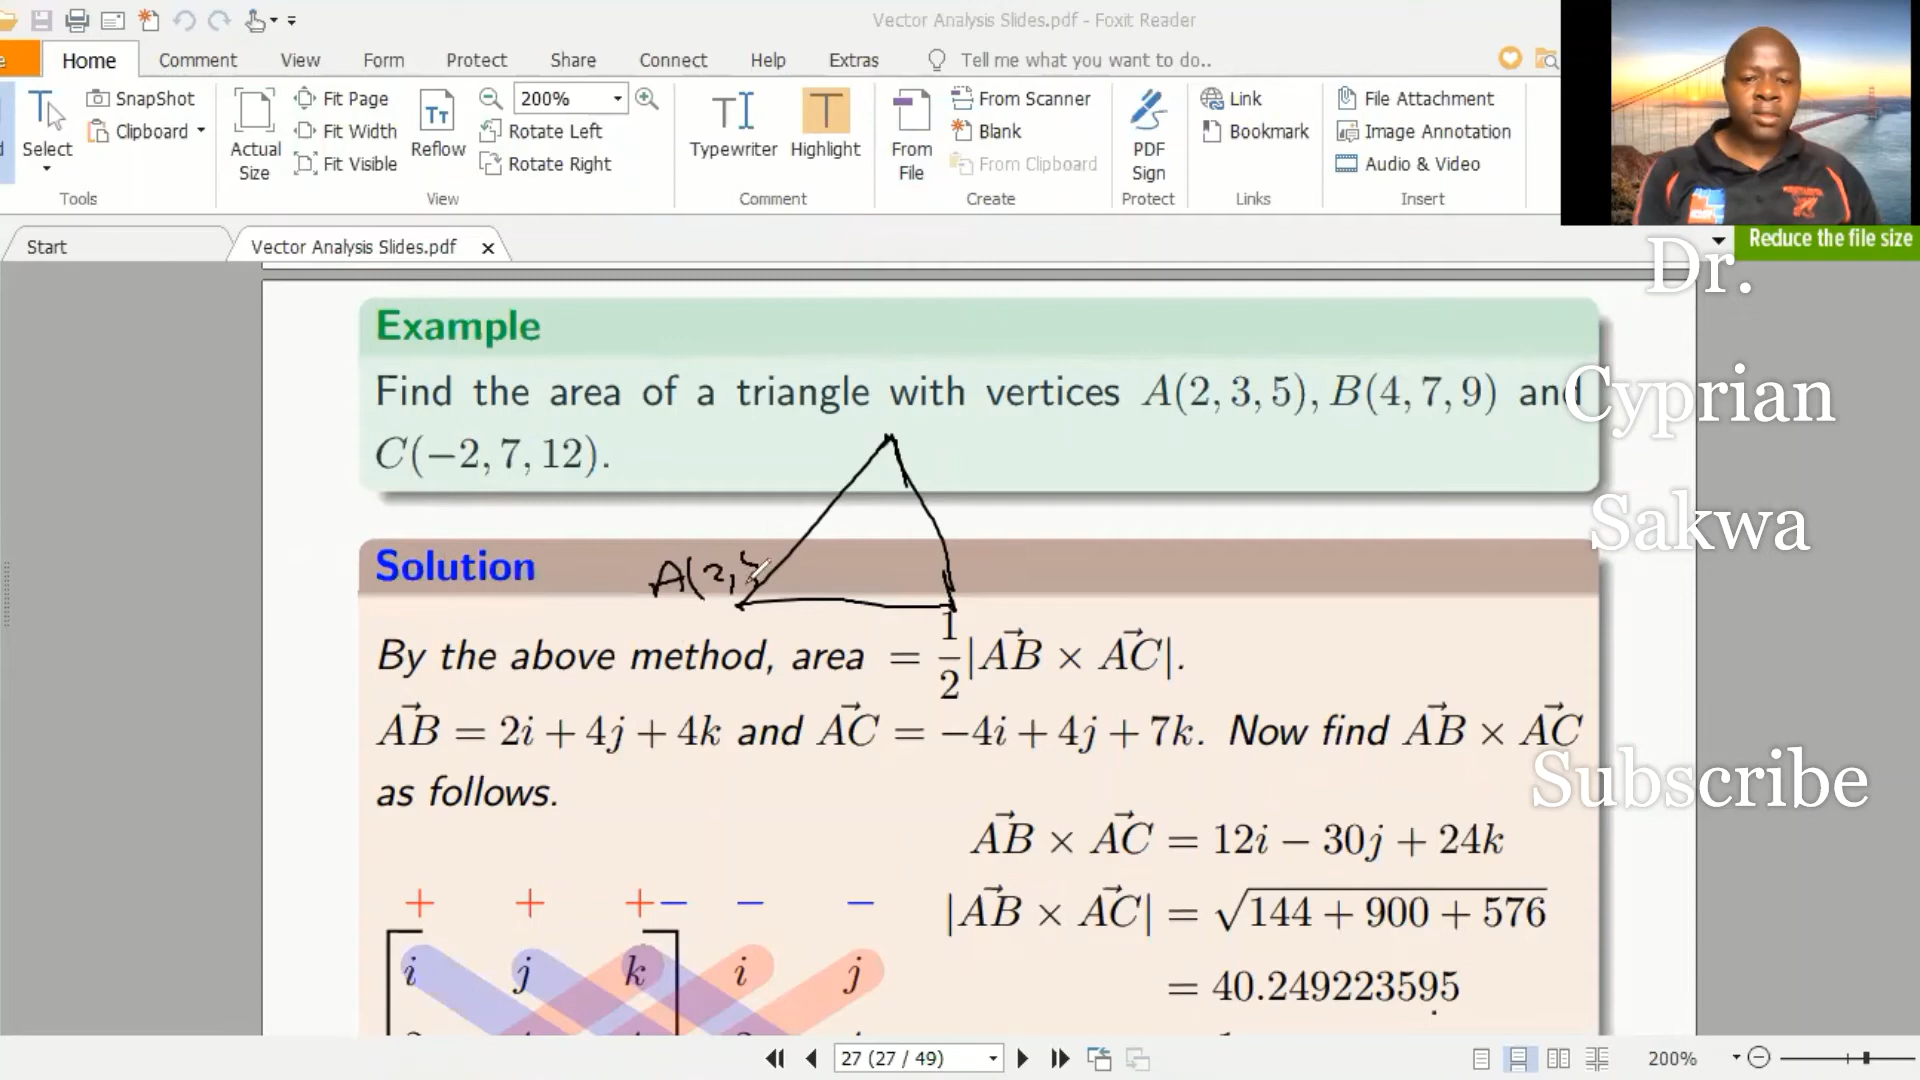 Vector Analysis Slides.pdf - Foxit Reader
Home Comment View Form Protect Share Connect Help Extras Tell me what you want to do..
Select
SnapShot
Clipboard
Tools
Actual Size
Fit Page
Fit Width
Fit Visible
Reflow
200%
Rotate Left
Rotate Right
View
Typewriter
Highlight
Comment
From File
From Scanner
Blank
From Clipboard
Create
PDF Sign
Protect
Link
Bookmark
Links
File Attachment
Image Annotation
Audio & Video
Insert
Start
Vector Analysis Slides.pdf
Reduce the file size
Dr.
Cyprian
Sakwa
Subscribe
Example
Find the area of a triangle with vertices A(2, 3, 5), B(4, 7, 9) and
C(−2, 7, 12).
Solution
A(2,
By the above method, area = 1/2|AB⃗ × AC⃗|.
AB⃗ = 2i + 4j + 4k and AC⃗ = −4i + 4j + 7k. Now find AB⃗ × AC⃗
as follows.
AB⃗ × AC⃗ = 12i − 30j + 24k
|AB⃗ × AC⃗| = √144 + 900 + 576
= 40.249223595
+ + + − − −
i j k i j
27 (27 / 49)
200%